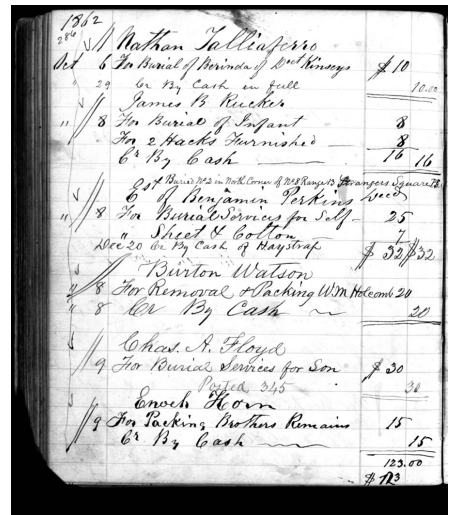 1862
286
Nathan Talliaferro
Oct 6 For Burial of Berinda of Dect Kinseys $ 10
" 29 Cr By Cash in full 10.00
James B Rucker
" 8 For Burial of Infant 8
For 2 Hacks Furnished 8
Cr By Cash 16 16
Buried No 2 in North Corner of No 8 Range 13 Strangers Square
of Benjamin Perkins Decd
" 8 For Burial Services for Self 25
" Sheet & Cotton 7
Dec 20 Cr By Cash of Haystraf $ 32 $32
Burton Watson
" 8 For Removal & Packing W.M Holcomb 20
" 8 Cr By Cash 20
Chas. A. Floyd
" 9 For Burial Services for Son $ 30
Posted 345 30
Enoch Horn
" 9 For Packing Brothers Remains 15
Cr By Cash 15
123.00
$